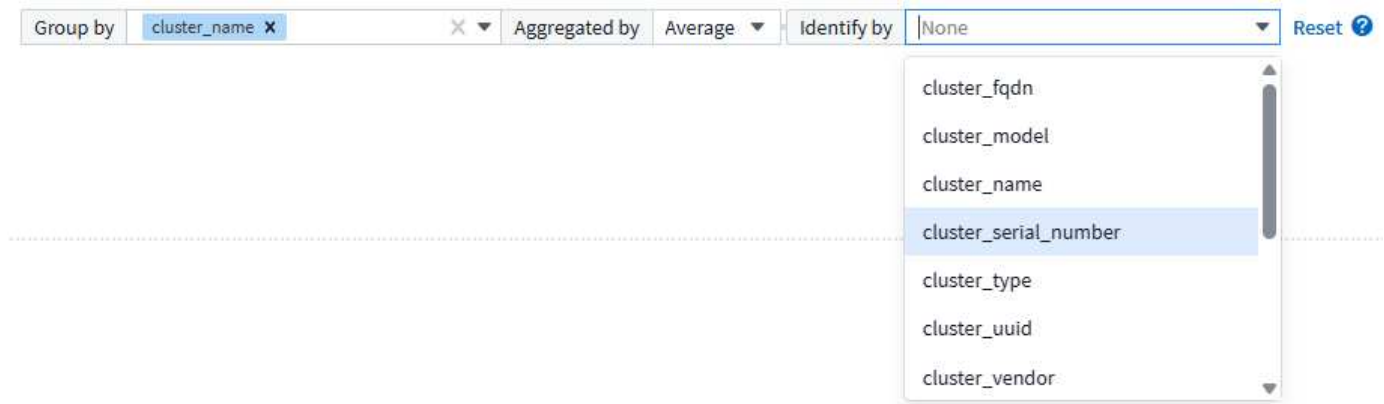 Group by cluster_name x Aggregated by Average Identify by None Reset ?
cluster_fqdn
cluster_model
cluster_name
cluster_serial_number
cluster_type
cluster_uuid
cluster_vendor